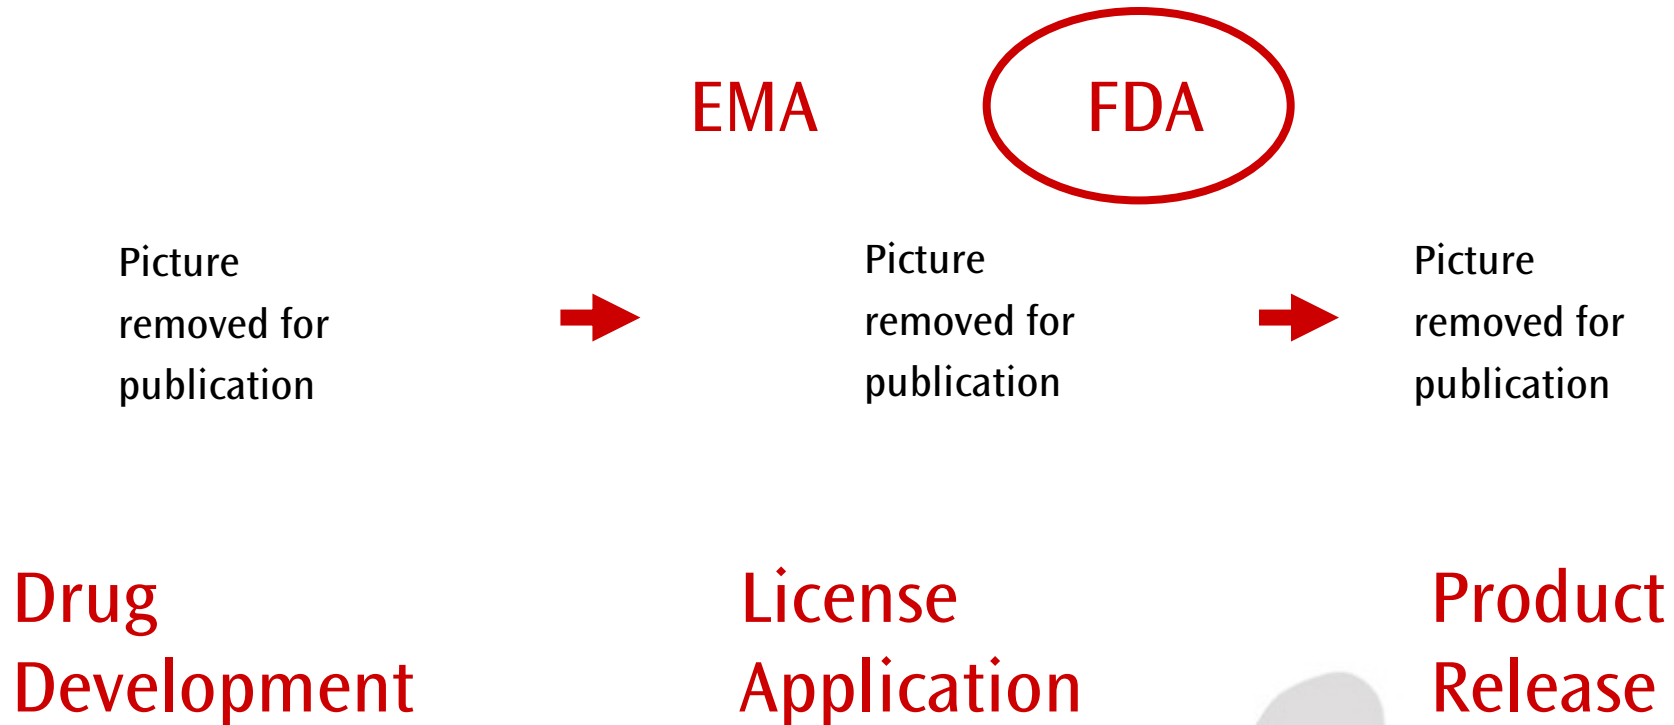 EMA
FDA
Picture
removed for
publication
Picture
removed for
publication
Picture
removed for
publication
Drug
Development
License
Application
Product
Release